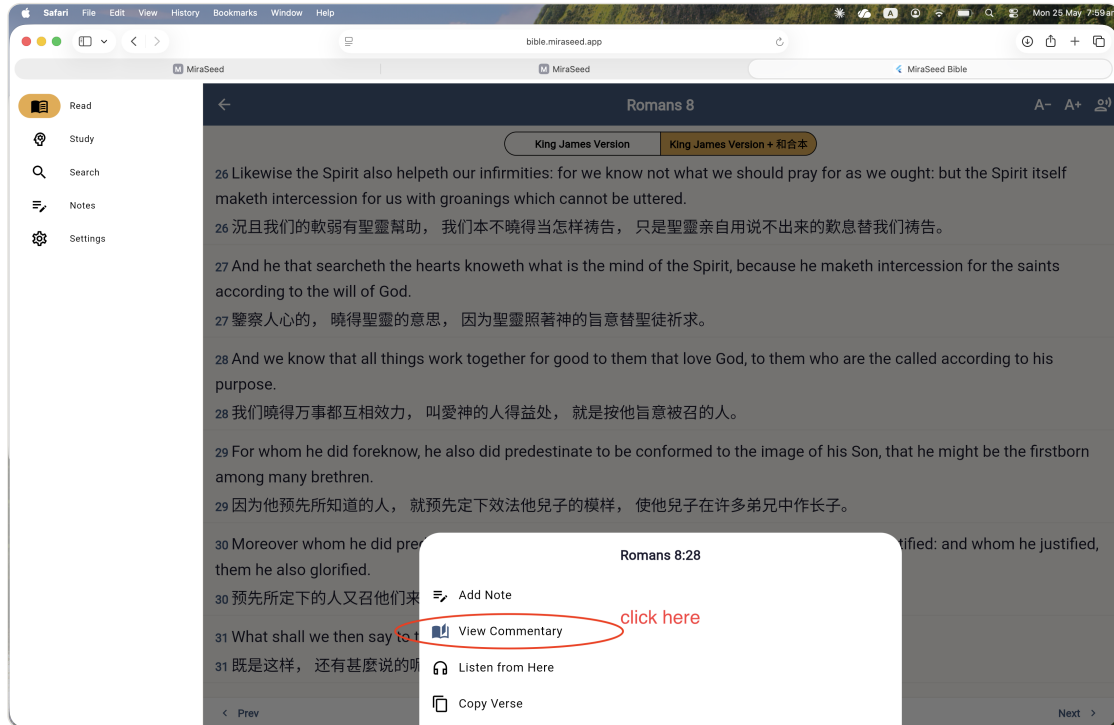 Safari File Edit View History Bookmarks Window Help
A
Mon 25 May 7:59 am
bible.miraseed.app
M MiraSeed
M MiraSeed
MiraSeed Bible
Read
Study
Search
Notes
Settings
Romans 8
A- A+
King James Version
King James Version + 和合本
26 Likewise the Spirit also helpeth our infirmities: for we know not what we should pray for as we ought: but the Spirit itself
maketh intercession for us with groanings which cannot be uttered.
26 况且我们的軟弱有聖靈幫助， 我们本不曉得当怎样祷告， 只是聖靈亲自用说不出来的歎息替我们祷告。
27 And he that searcheth the hearts knoweth what is the mind of the Spirit, because he maketh intercession for the saints
according to the will of God.
27 鑒察人心的， 曉得聖靈的意思， 因为聖靈照著神的旨意替聖徒祈求。
28 And we know that all things work together for good to them that love God, to them who are the called according to his
purpose.
28 我们曉得万事都互相效力， 叫愛神的人得益处， 就是按他旨意被召的人。
29 For whom he did foreknow, he also did predestinate to be conformed to the image of his Son, that he might be the firstborn
among many brethren.
29 因为他预先所知道的人， 就预先定下效法他兒子的模样， 使他兒子在许多弟兄中作长子。
30 Moreover whom he did pre
tified: and whom he justified,
them he also glorified.
30 预先所定下的人又召他们来
31 What shall we then say to t
31 既是这样， 还有甚麼说的呢
Romans 8:28
Add Note
View Commentary
click here
Listen from Here
Copy Verse
Prev
Next